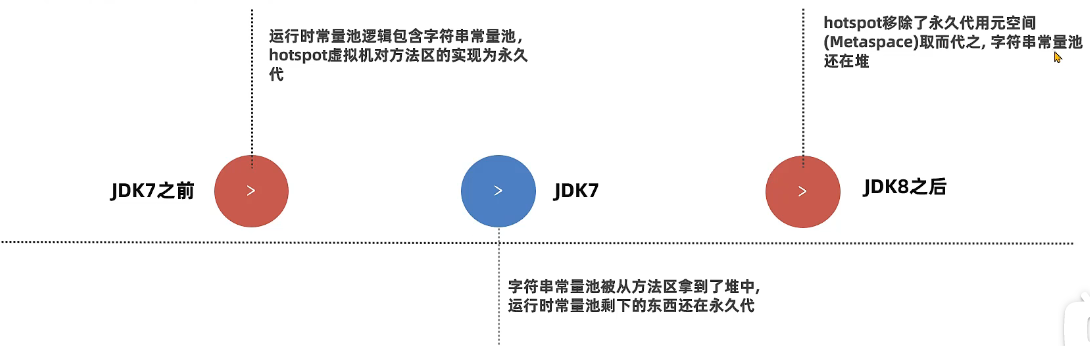 运行时常量池逻辑包含字符串常量池，
hotspot虚拟机对方法区的实现为永久
代
hotspot移除了永久代用元空间
(Metaspace)取而代之, 字符串常量池
还在堆
JDK7之前
>
>
JDK7
>
JDK8之后
字符串常量池被从方法区拿到了堆中,
运行时常量池剩下的东西还在永久代